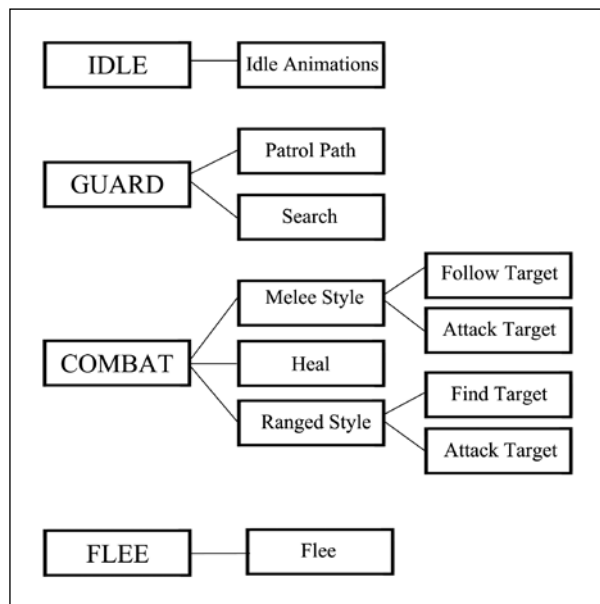 IDLE
Idle Animations
GUARD
Patrol Path
Search
COMBAT
Melee Style
Follow Target
Attack Target
Heal
Ranged Style
Find Target
Attack Target
FLEE
Flee